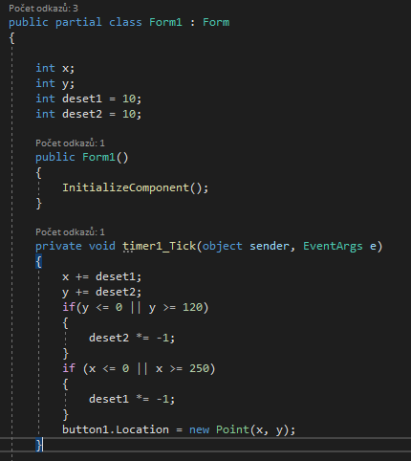 Počet odkazů: 3
public partial class Form1 : Form
{
int x;
int y;
int deset1 = 10;
int deset2 = 10;
Počet odkazů: 1
public Form1()
{
InitializeComponent();
}
Počet odkazů: 1
private void timer1_Tick(object sender, EventArgs e)
{
x += deset1;
y += deset2;
if(y <= 0 || y >= 120)
{
deset2 *= -1;
}
if (x <= 0 || x >= 250)
{
deset1 *= -1;
}
button1.Location = new Point(x, y);
}